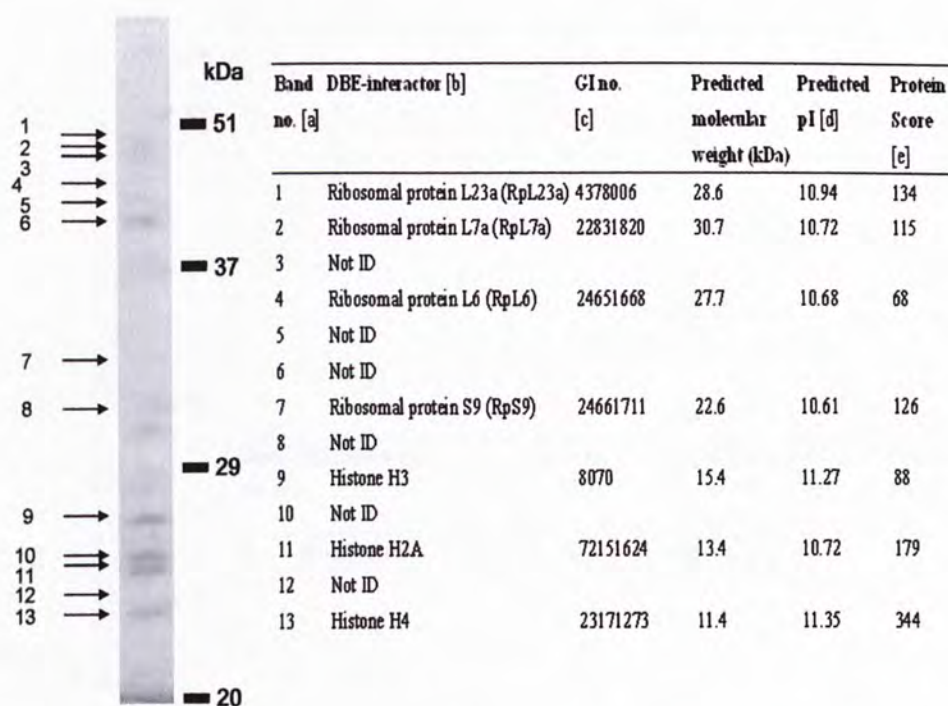 kDa
51
37
29
20
1
2
3
4
5
6
7
8
9
10
11
12
13
Band DBE-interactor [b] GI no. Predicted Predicted Protein
no. [a] [c] molecular pI [d] Score
weight (kDa) [e]
1 Ribosomal protein L23a (RpL23a) 4378006 28.6 10.94 134
2 Ribosomal protein L7a (RpL7a) 22831820 30.7 10.72 115
3 Not ID
4 Ribosomal protein L6 (RpL6) 24651668 27.7 10.68 68
5 Not ID
6 Not ID
7 Ribosomal protein S9 (RpS9) 24661711 22.6 10.61 126
8 Not ID
9 Histone H3 8070 15.4 11.27 88
10 Not ID
11 Histone H2A 72151624 13.4 10.72 179
12 Not ID
13 Histone H4 23171273 11.4 11.35 344